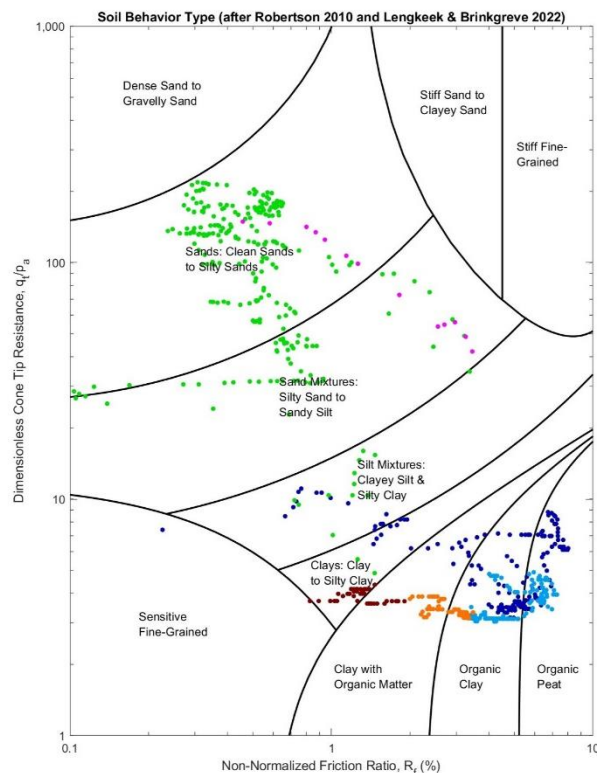 Soil Behavior Type (after Robertson 2010 and Lengkeek & Brinkgreve 2022)
1,000
Dense Sand to
Gravelly Sand
Stiff Sand to
Clayey Sand
Stiff Fine-
Grained
Dimensionless Cone Tip Resistance, qt/pa
100
Sands: Clean Sands
to Silty Sands
Sand Mixtures:
Silty Sand to
Sandy Silt
10
Silt Mixtures:
Clayey Silt &
Silty Clay
Clays: Clay
to Silty Clay
Sensitive
Fine-Grained
Clay with
Organic Matter
Organic
Clay
Organic
Peat
1
0.1
1
10
Non-Normalized Friction Ratio, Rf (%)